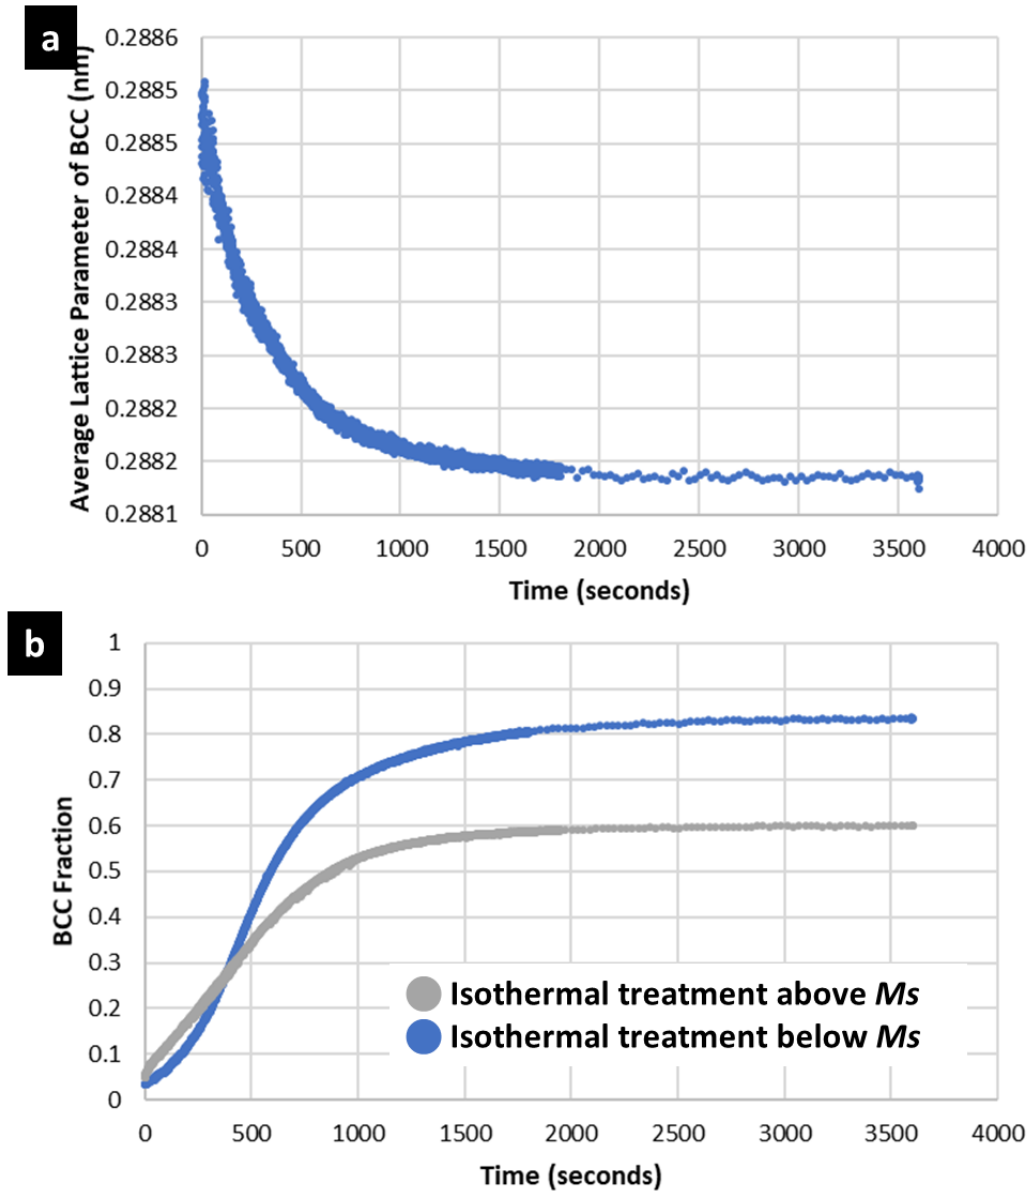 a
Average Lattice Parameter of BCC (nm)
0.2886
0.2885
0.2885
0.2884
0.2884
0.2883
0.2883
0.2882
0.2882
0.2881
0 500 1000 1500 2000 2500 3000 3500 4000
Time (seconds)
b
BCC Fraction
1
0.9
0.8
0.7
0.6
0.5
0.4
0.3
0.2
0.1
0
Isothermal treatment above Ms
Isothermal treatment below Ms
0 500 1000 1500 2000 2500 3000 3500 4000
Time (seconds)